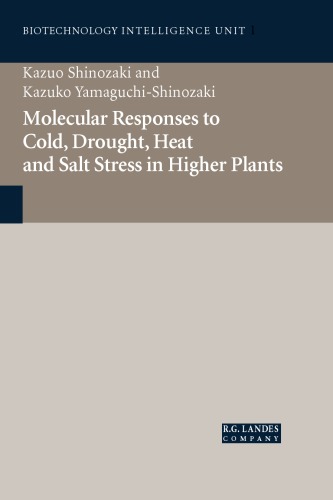 BIOTECHNOLOGY INTELLIGENCE UNIT 1
Kazuo Shinozaki and
Kazuko Yamaguchi-Shinozaki
Molecular Responses to
Cold, Drought, Heat
and Salt Stress in Higher Plants
R.G. LANDES
COMPANY